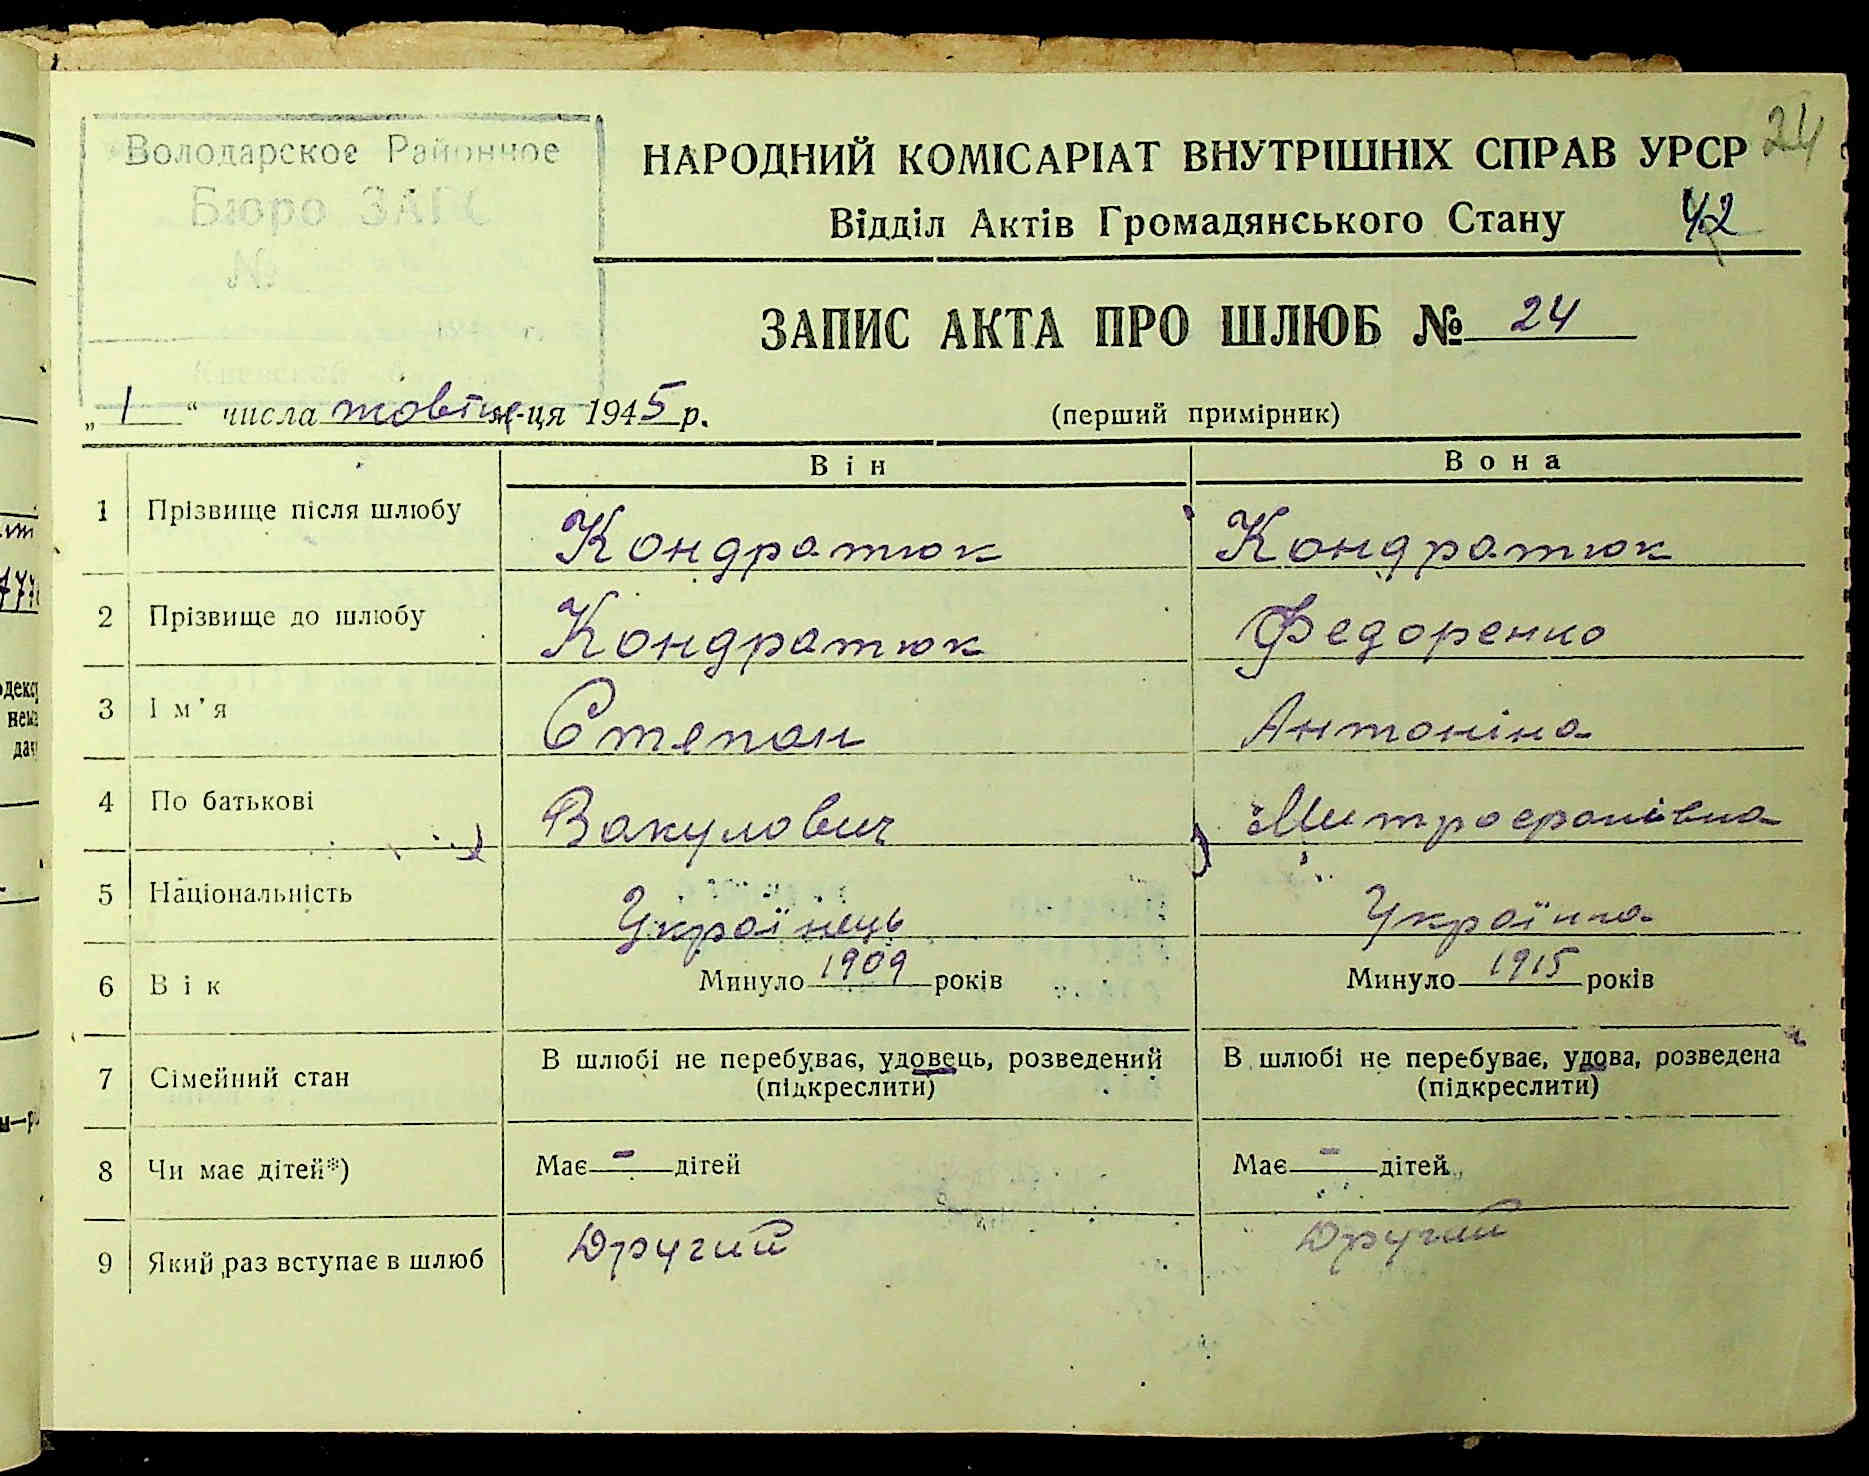 24
Володарское Районное
Бюро ЗАГС
№
НАРОДНИЙ КОМІСАРІАТ ВНУТРІШНІХ СПРАВ УРСР
Відділ Актів Громадянського Стану 42
ЗАПИС АКТА ПРО ШЛЮБ № 24
„ 1 “ числа жовтня м-ця 1945 р. (перший примірник)
Він Вона
1 Прізвище після шлюбу Кондратюк Кондратюк
2 Прізвище до шлюбу Кондратюк Федоренко
3 Ім'я Степан Антоніна
4 По батькові Вакулович Митрофанівна
5 Національність Українець Українка
6 Вік Минуло 1909 років Минуло 1915 років
7 Сімейний стан В шлюбі не перебуває, удовець, розведений В шлюбі не перебуває, удова, розведена
(підкреслити) (підкреслити)
8 Чи має дітей*) Має - дітей Має - дітей
9 Який раз вступає в шлюб Другий Другий